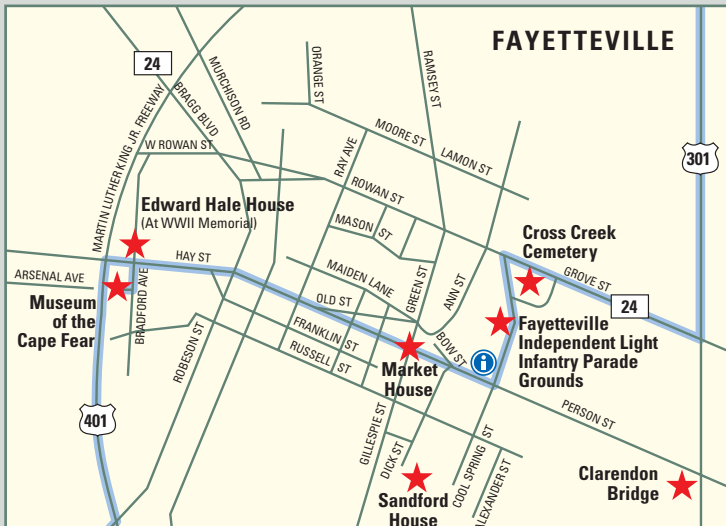 FAYETTEVILLE
24
MURCHISON RD
BRAGG BLVD
MARTIN LUTHER KING JR. FREEWAY
W ROWAN ST
ORANGE ST
RAMSEY ST
MOORE ST
LAMON ST
RAY AVE
ROWAN ST
MASON ST
301
Edward Hale House
(At WWII Memorial)
Cross Creek
Cemetery
GROVE ST
24
HAY ST
ARSENAL AVE
BRADFORD AVE
Museum
of the
Cape Fear
MAIDEN LANE
OLD ST
GREEN ST
ANN ST
FRANKLIN ST
RUSSELL ST
ROBESON ST
BOW ST
i
Market
House
Fayetteville
Independent Light
Infantry Parade
Grounds
PERSON ST
401
GILLESPIE ST
DICK ST
COOL SPRING ST
ALEXANDER ST
Sandford
House
Clarendon
Bridge